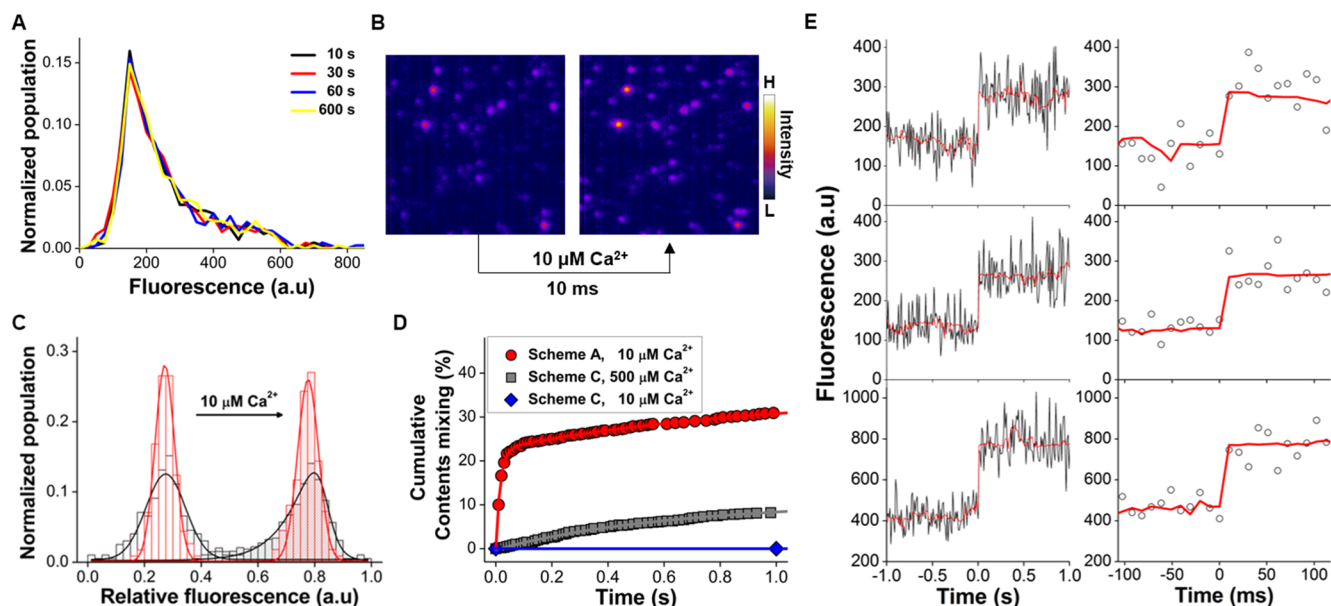 A
Normalized population
0.15
0.10
0.05
0.00
10 s
30 s
60 s
600 s
0 200 400 600 800
Fluorescence (a.u)
B
H
Intensity
L
10 μM Ca²⁺
10 ms
C
Normalized population
0.3
0.2
0.1
0.0
10 μM Ca²⁺
0.0 0.2 0.4 0.6 0.8 1.0
Relative fluorescence (a.u)
D
Cumulative
Contents mixing (%)
40
30
20
10
0
Scheme A, 10 μM Ca²⁺
Scheme C, 500 μM Ca²⁺
Scheme C, 10 μM Ca²⁺
0.0 0.2 0.4 0.6 0.8 1.0
Time (s)
E
Fluorescence (a.u)
400
300
200
100
0
400
300
200
100
0
1000
800
600
400
200
-1.0 -0.5 0.0 0.5 1.0
Time (s)
400
300
200
100
0
400
300
200
100
0
1000
800
600
400
200
-100 -50 0 50 100
Time (ms)